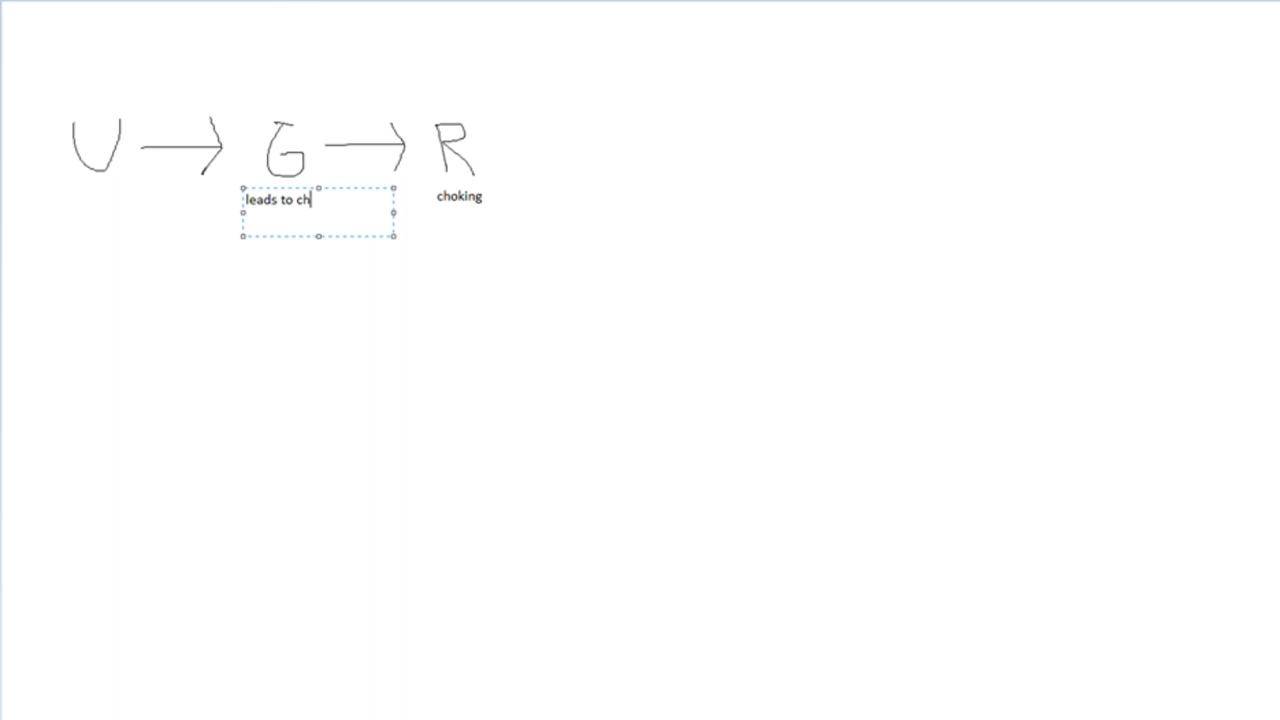 U → G → R
leads to ch
choking